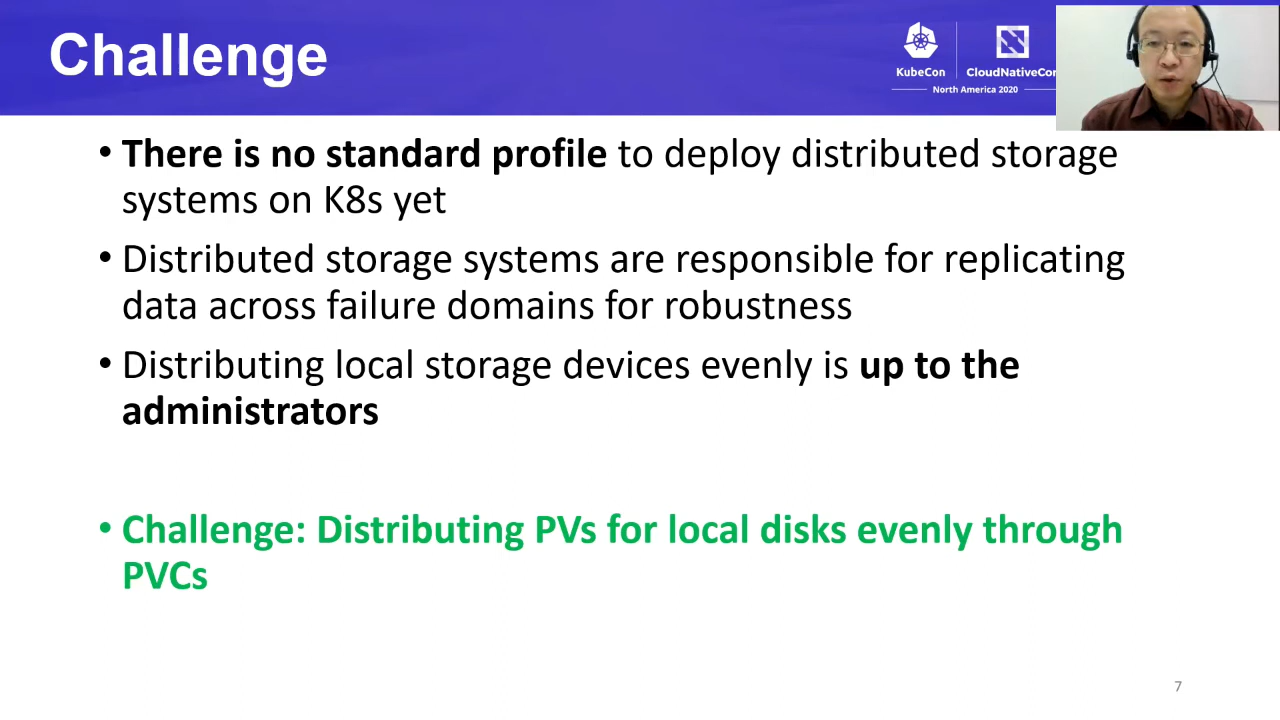 Challenge
KubeCon
CloudNativeCon
North America 2020
• There is no standard profile to deploy distributed storage
systems on K8s yet
• Distributed storage systems are responsible for replicating
data across failure domains for robustness
• Distributing local storage devices evenly is up to the
administrators
• Challenge: Distributing PVs for local disks evenly through
PVCs
7